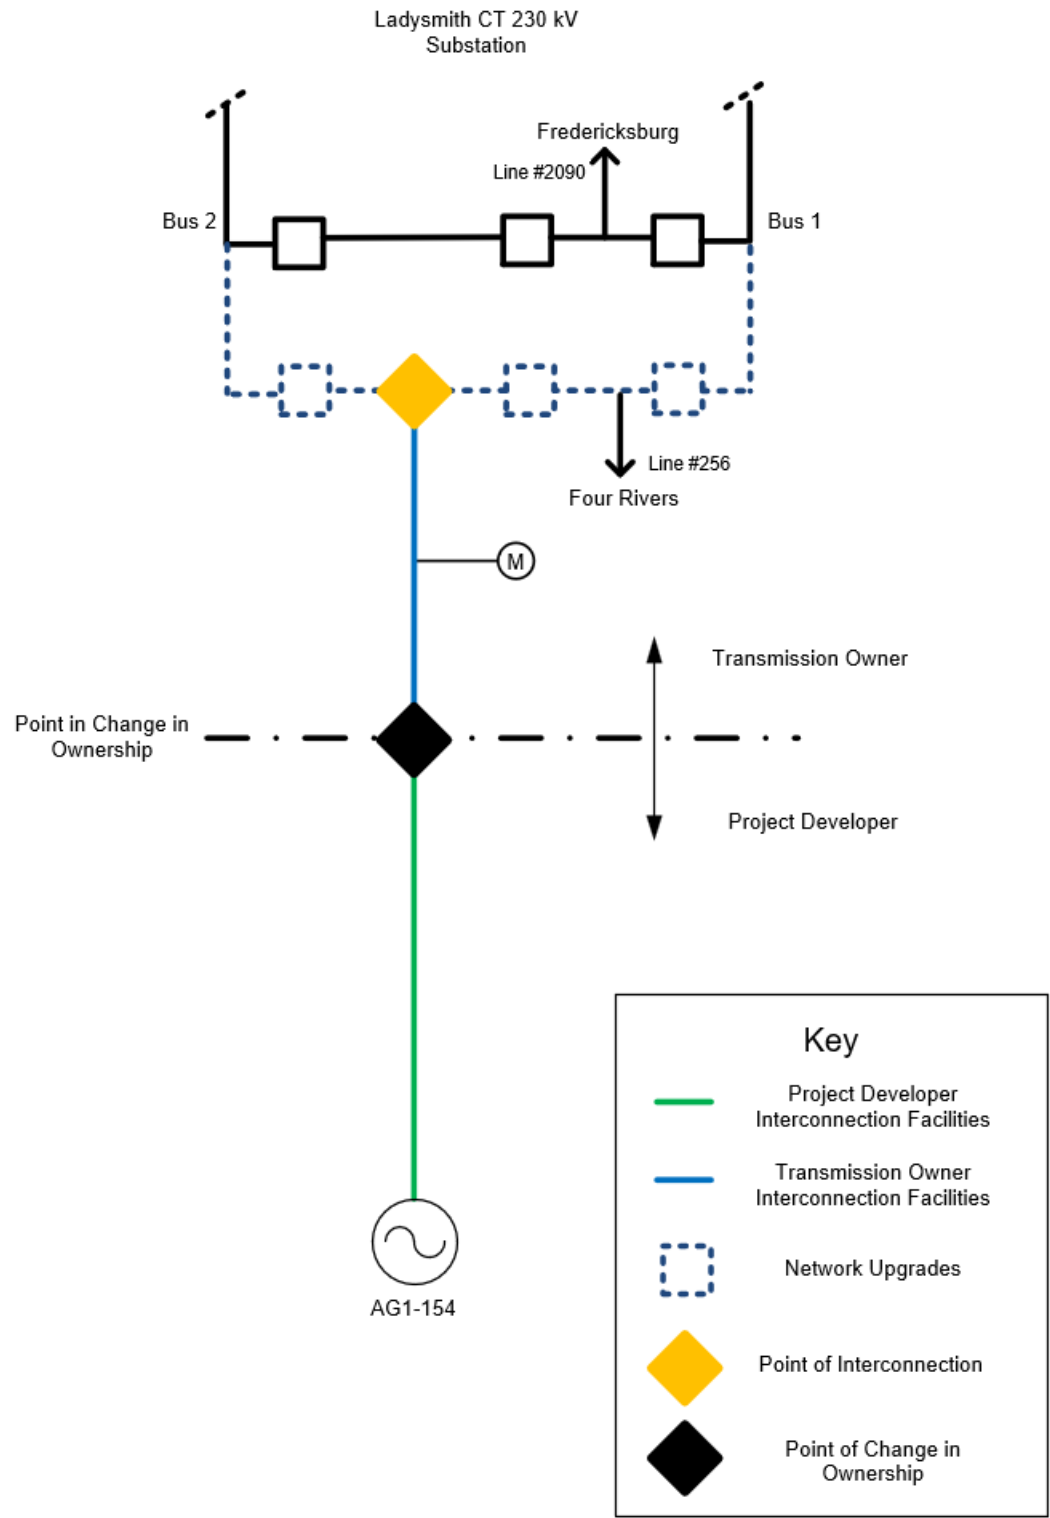 Ladysmith CT 230 kV
Substation
Fredericksburg
Line #2090
Bus 2
Bus 1
Line #256
Four Rivers
M
Transmission Owner
Point in Change in
Ownership
Project Developer
Key
Project Developer
Interconnection Facilities
Transmission Owner
Interconnection Facilities
Network Upgrades
AG1-154
Point of Interconnection
Point of Change in
Ownership